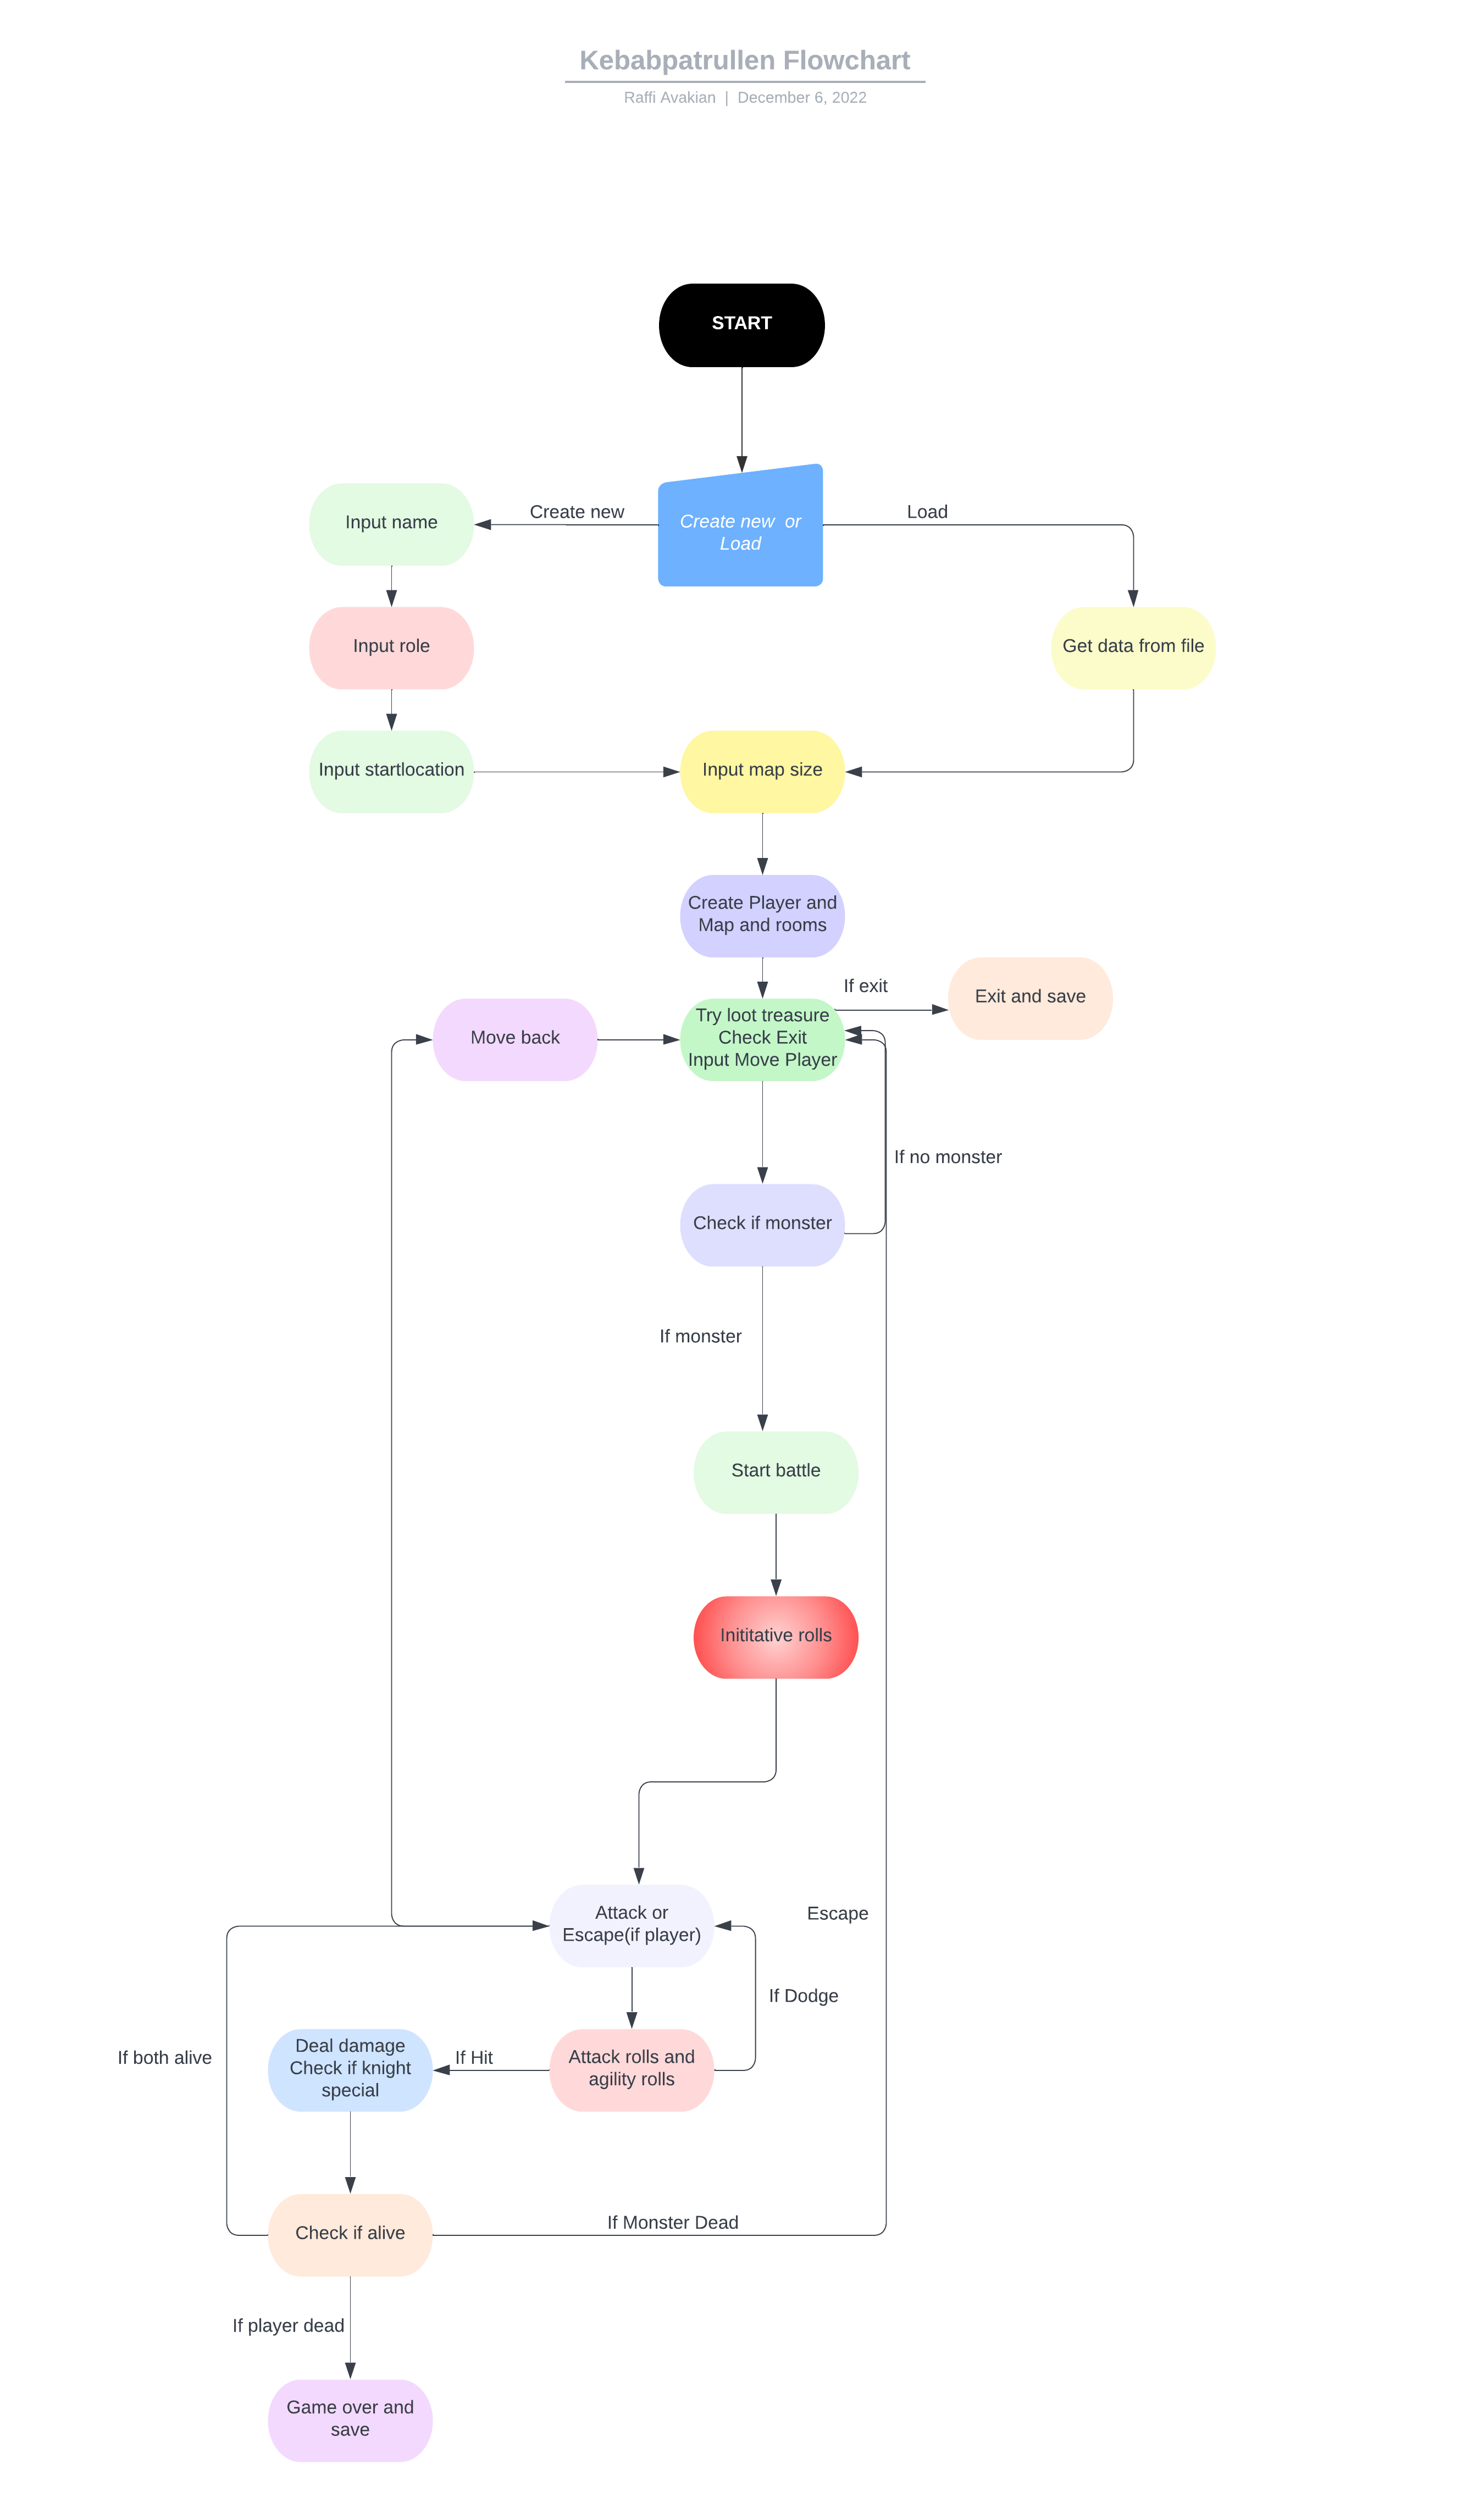 Kebabpatrullen Flowchart
Raffi Avakian | December 6, 2022
START
Create new
Create new or
Load
Load
Input name
Input role
Get data from file
Input startlocation
Input map size
Create Player and
Map and rooms
If exit
Exit and save
Move back
Try loot treasure
Check Exit
Input Move Player
If no monster
Check if monster
If monster
Start battle
Inititative rolls
Attack or
Escape(if player)
Escape
If Dodge
If both alive
Deal damage
Check if knight
special
If Hit
Attack rolls and
agility rolls
Check if alive
If Monster Dead
If player dead
Game over and
save